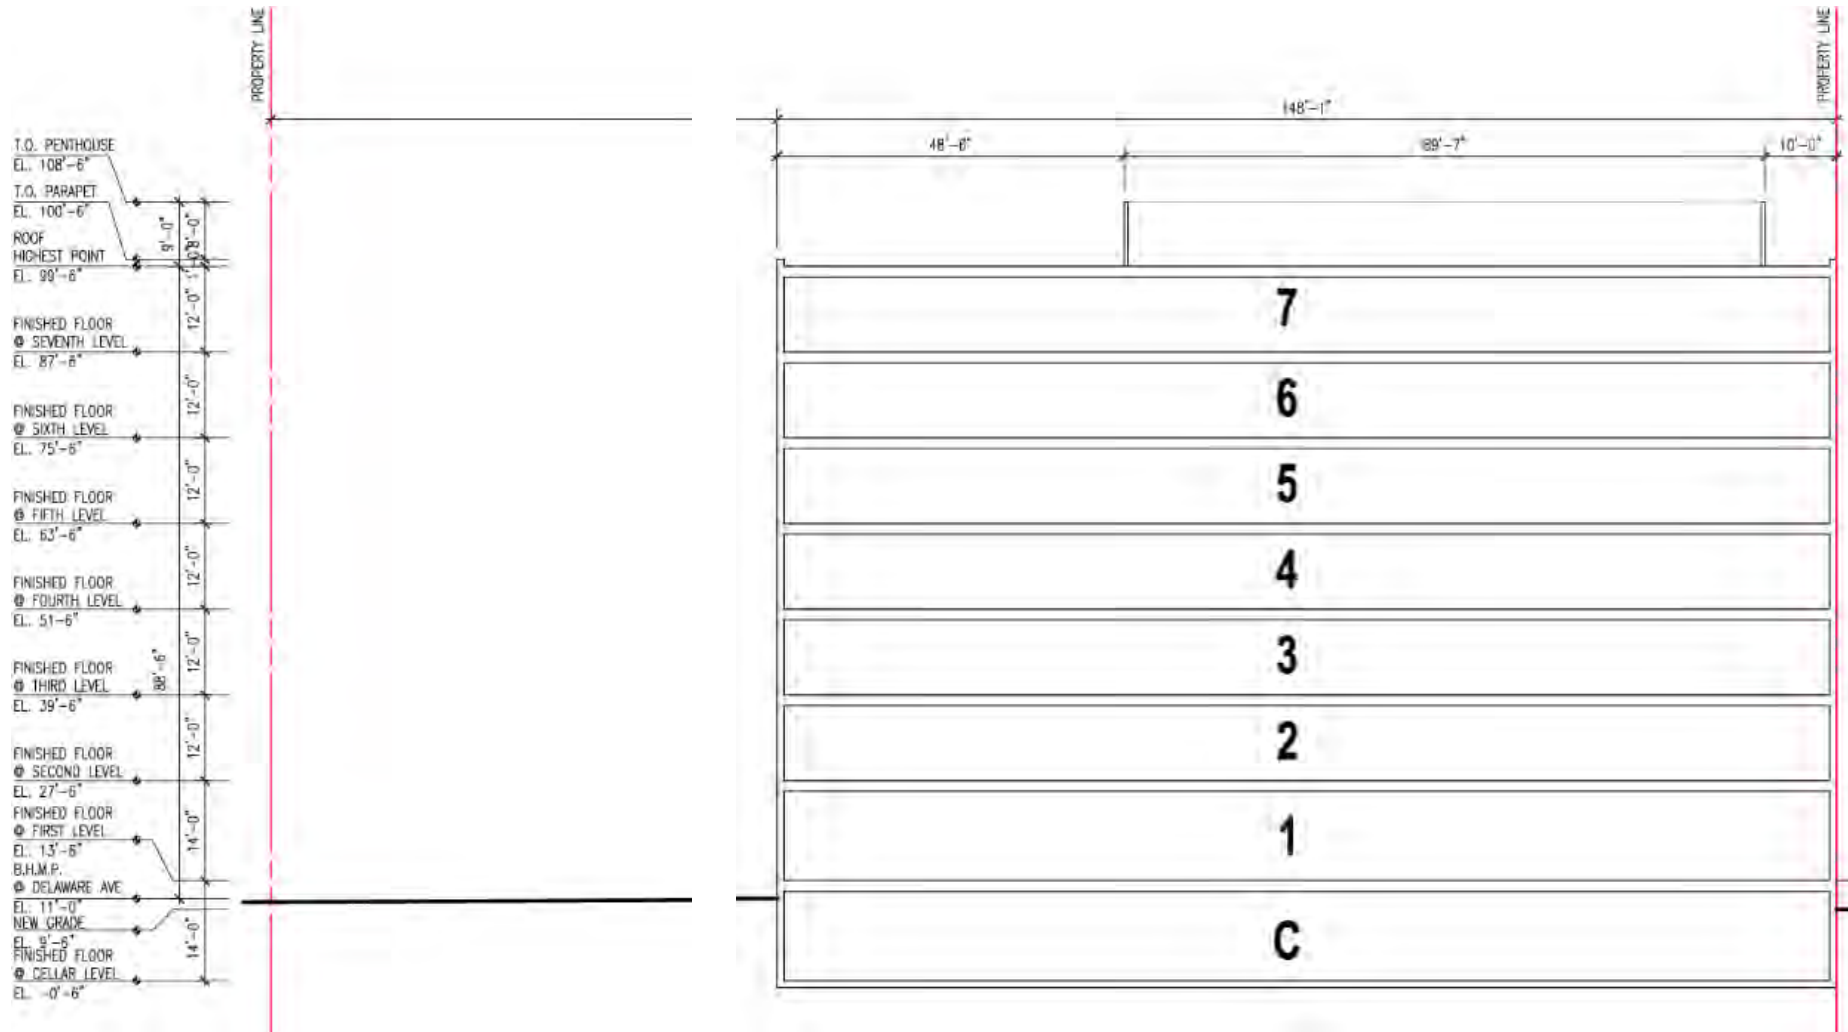 PROPERTY LINE
PROPERTY LINE
148'-1"
48'-6"
89'-7"
10'-0"
T.O. PENTHOUSE
EL. 108'-6"
T.O. PARAPET
EL. 100'-6"
ROOF
HIGHEST POINT
EL. 99'-6"
9'-0"
8'-0"
12'-0"
FINISHED FLOOR
@ SEVENTH LEVEL
EL. 87'-6"
12'-0"
FINISHED FLOOR
@ SIXTH LEVEL
EL. 75'-6"
12'-0"
FINISHED FLOOR
@ FIFTH LEVEL
EL. 63'-6"
12'-0"
FINISHED FLOOR
@ FOURTH LEVEL
EL. 51-6"
12'-0"
88'-6"
FINISHED FLOOR
@ THIRD LEVEL
EL. 39'-6"
12'-0"
FINISHED FLOOR
@ SECOND LEVEL
EL. 27'-6"
14'-0"
FINISHED FLOOR
@ FIRST LEVEL
EL. 13'-6"
B.H.M.P.
@ DELAWARE AVE
EL. 11'-0"
NEW GRADE
EL. 9'-6"
14'-0"
FINISHED FLOOR
@ CELLAR LEVEL
EL. -0'-6"
7
6
5
4
3
2
1
C